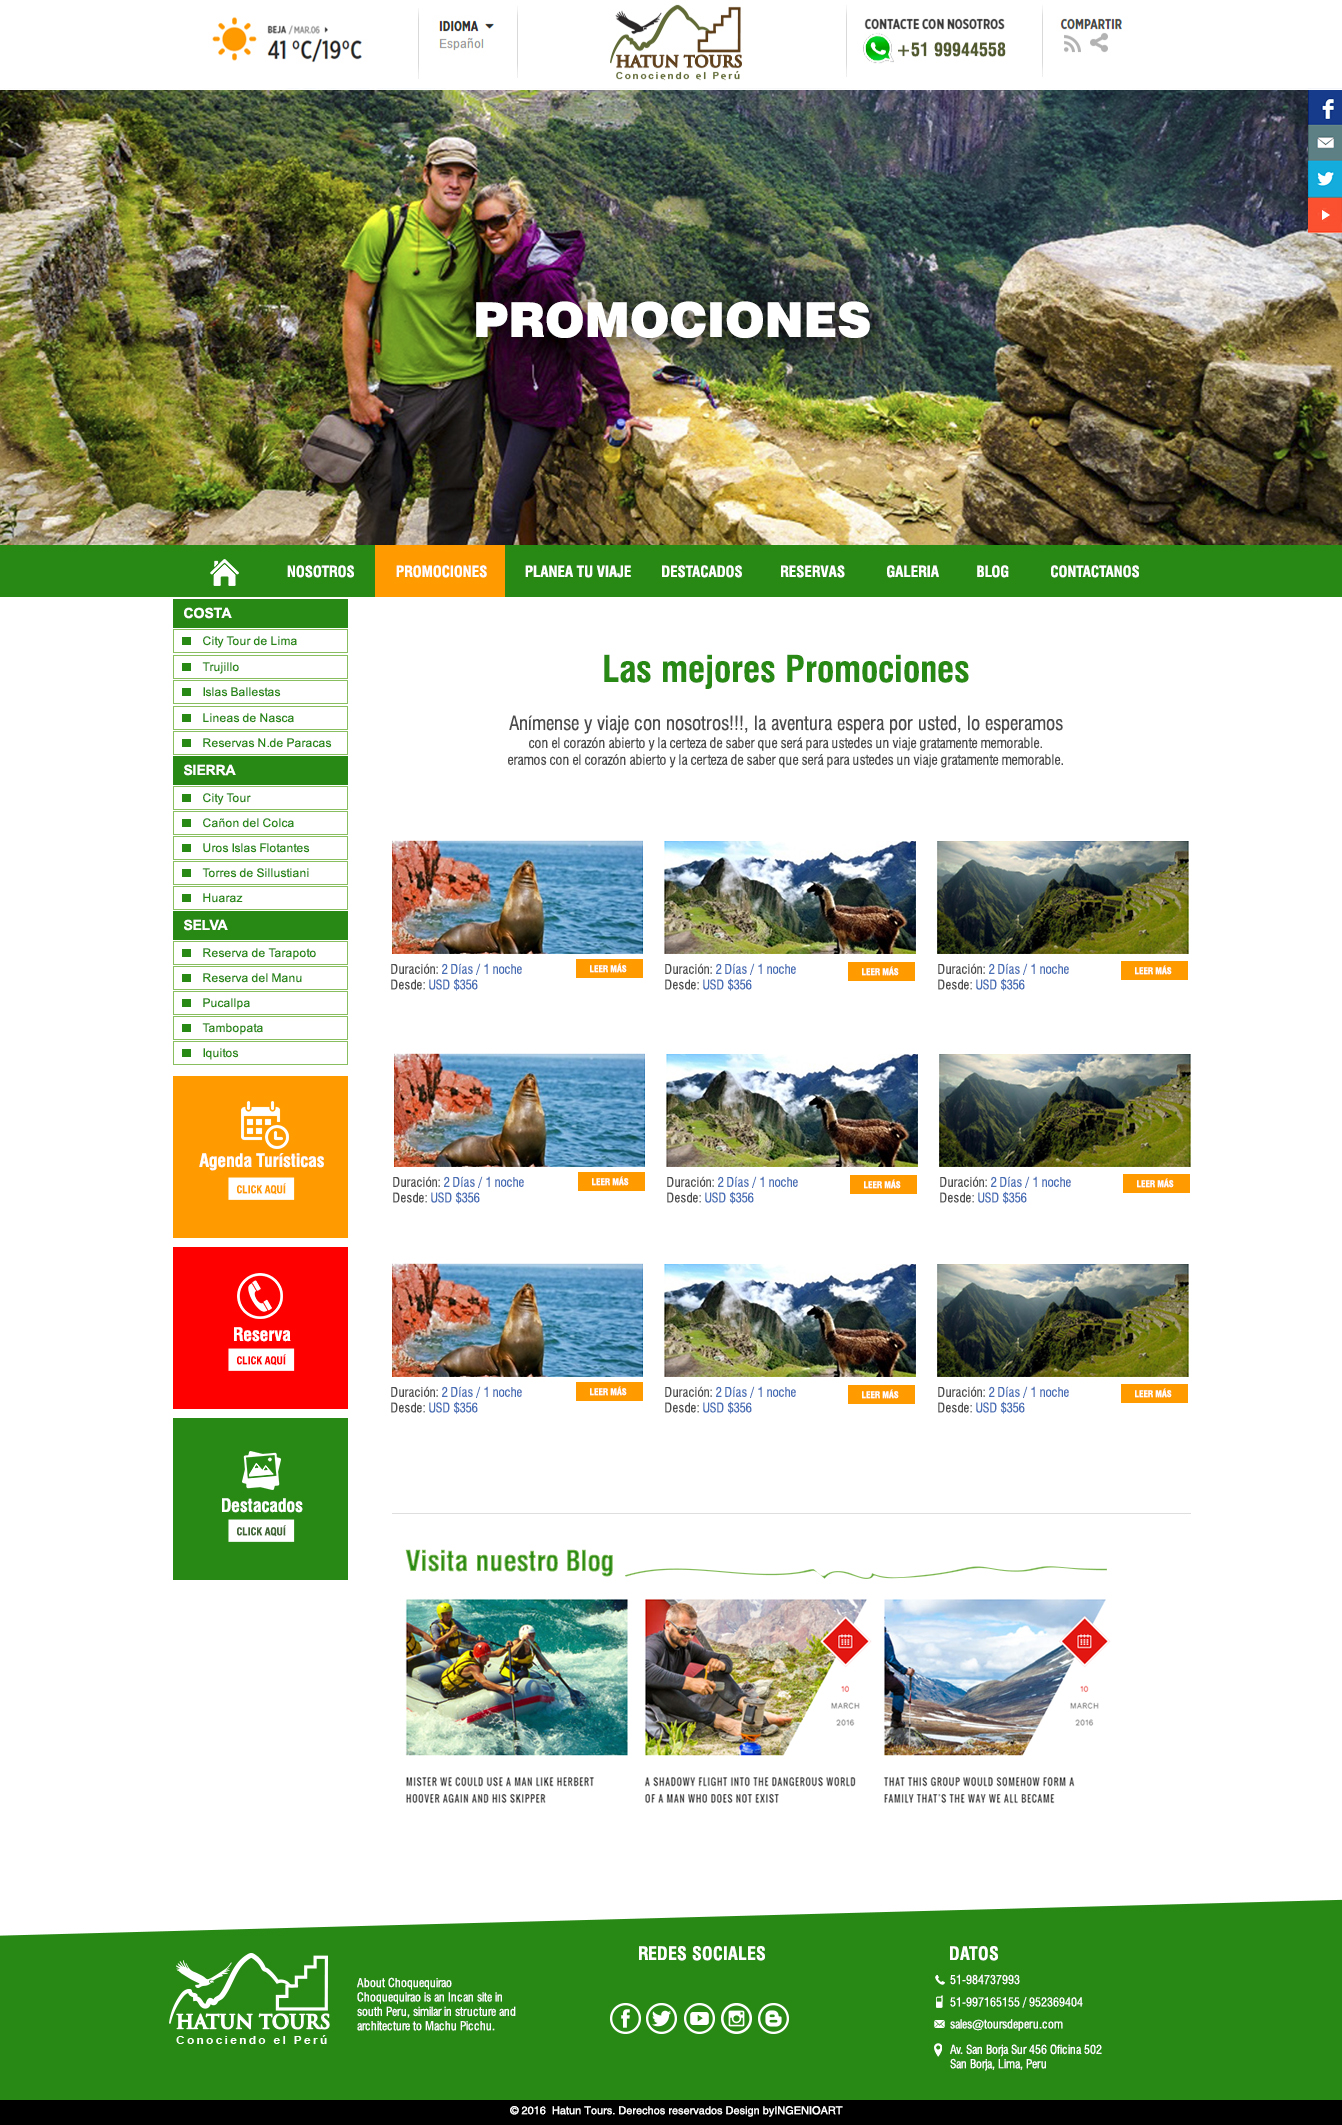 BEJA / MAR.06
41 ºC/19ºC
IDIOMA
Español
HATUN TOURS
Conociendo el Perú
CONTACTE CON NOSOTROS
+51 99944558
COMPARTIR
PROMOCIONES
NOSOTROS
PROMOCIONES
PLANEA TU VIAJE
DESTACADOS
RESERVAS
GALERIA
BLOG
CONTACTANOS
COSTA
City Tour de Lima
Trujillo
Islas Ballestas
Lineas de Nasca
Reservas N.de Paracas
SIERRA
City Tour
Cañon del Colca
Uros Islas Flotantes
Torres de Sillustiani
Huaraz
SELVA
Reserva de Tarapoto
Reserva del Manu
Pucallpa
Tambopata
Iquitos
Agenda Turísticas
CLICK AQUÍ
Reserva
CLICK AQUÍ
Destacados
CLICK AQUÍ
Las mejores Promociones
Anímense y viaje con nosotros!!!, la aventura espera por usted, lo esperamos
con el corazón abierto y la certeza de saber que será para ustedes un viaje gratamente memorable.
eramos con el corazón abierto y la certeza de saber que será para ustedes un viaje gratamente memorable.
Duración: 2 Días / 1 noche
Desde: USD $356
LEER MÁS
Duración: 2 Días / 1 noche
Desde: USD $356
LEER MÁS
Duración: 2 Días / 1 noche
Desde: USD $356
LEER MÁS
Duración: 2 Días / 1 noche
Desde: USD $356
LEER MÁS
Duración: 2 Días / 1 noche
Desde: USD $356
LEER MÁS
Duración: 2 Días / 1 noche
Desde: USD $356
LEER MÁS
Duración: 2 Días / 1 noche
Desde: USD $356
LEER MÁS
Duración: 2 Días / 1 noche
Desde: USD $356
LEER MÁS
Duración: 2 Días / 1 noche
Desde: USD $356
LEER MÁS
Visita nuestro Blog
MISTER WE COULD USE A MAN LIKE HERBERT
HOOVER AGAIN AND HIS SKIPPER
10
MARCH
2016
A SHADOWY FLIGHT INTO THE DANGEROUS WORLD
OF A MAN WHO DOES NOT EXIST
10
MARCH
2016
THAT THIS GROUP WOULD SOMEHOW FORM A
FAMILY THAT'S THE WAY WE ALL BECAME
HATUN TOURS
Conociendo el Perú
About Choquequirao
Choquequirao is an Incan site in
south Peru, similar in structure and
architecture to Machu Picchu.
REDES SOCIALES
DATOS
51-984737993
51-997165155 / 952369404
sales@toursdeperu.com
Av. San Borja Sur 456 Oficina 502
San Borja, Lima, Peru
© 2016 Hatun Tours. Derechos reservados Design byINGENIOART